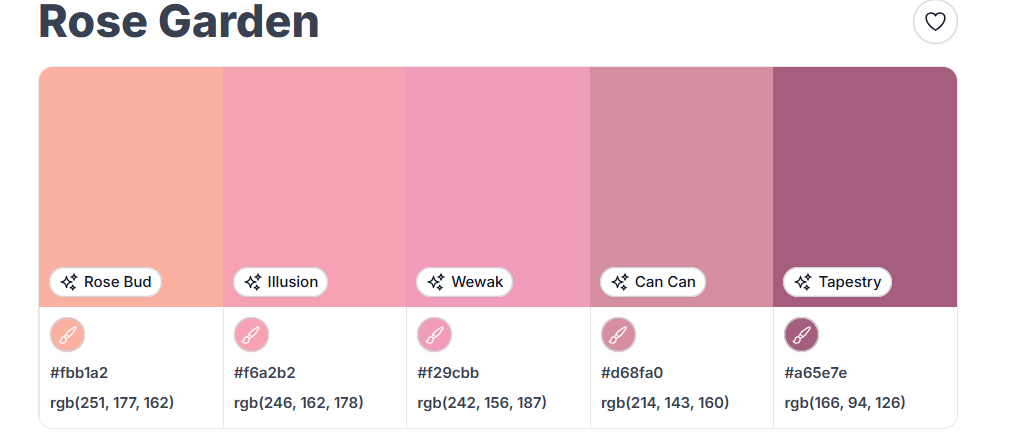 Rose Garden
Rose Bud
Illusion
Wewak
Can Can
Tapestry
#fbb1a2
#f6a2b2
#f29cbb
#d68fa0
#a65e7e
rgb(251, 177, 162)
rgb(246, 162, 178)
rgb(242, 156, 187)
rgb(214, 143, 160)
rgb(166, 94, 126)